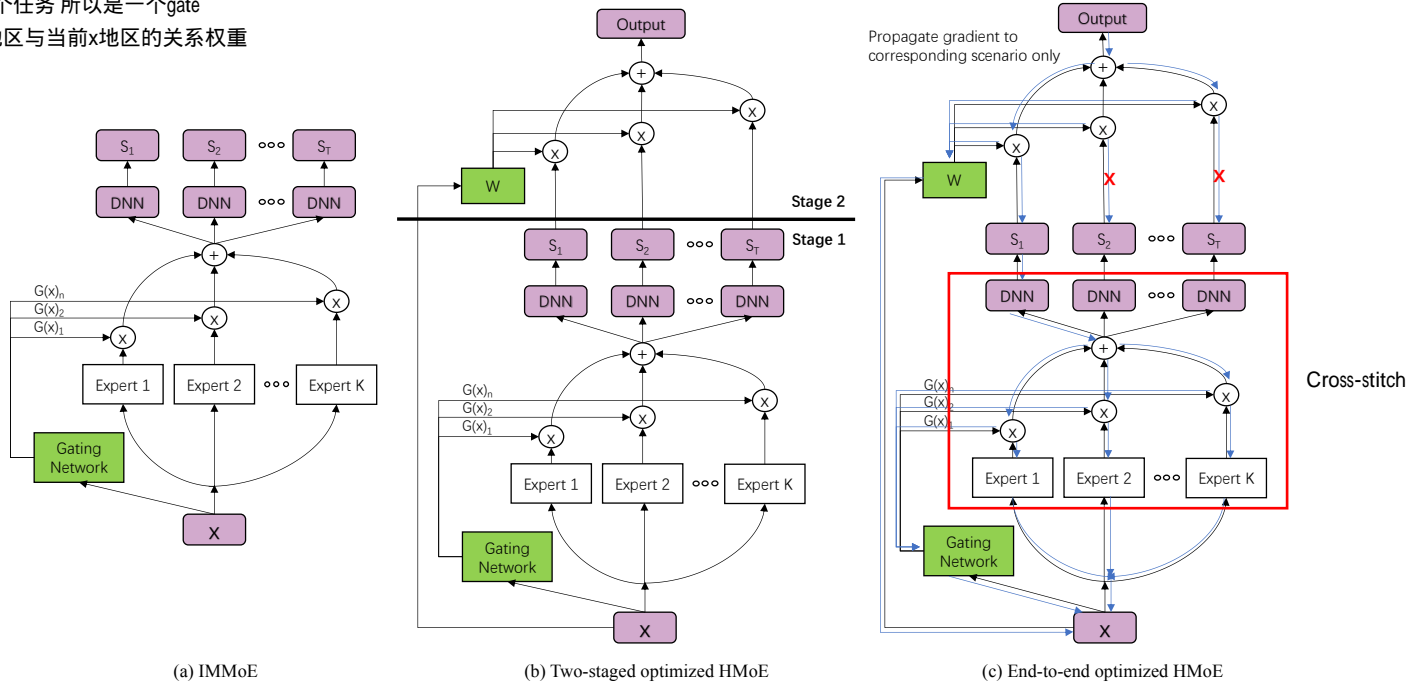 个任务 所以是一个gate
地区与当前x地区的关系权重
S1
S2
ST
DNN
DNN
DNN
+
G(x)n
G(x)2
G(x)1
x
x
x
Expert 1
Expert 2
Expert K
Gating
Network
X
(a) IMMoE
Output
+
x
x
x
W
Stage 2
Stage 1
S1
S2
ST
DNN
DNN
DNN
+
G(x)n
G(x)2
G(x)1
x
x
x
Expert 1
Expert 2
Expert K
Gating
Network
X
(b) Two-staged optimized HMoE
Propagate gradient to
corresponding scenario only
Output
+
x
x
x
W
X
X
S1
S2
ST
DNN
DNN
DNN
+
G(x)n
G(x)2
G(x)1
x
x
x
Expert 1
Expert 2
Expert K
Cross-stitch
Gating
Network
X
(c) End-to-end optimized HMoE